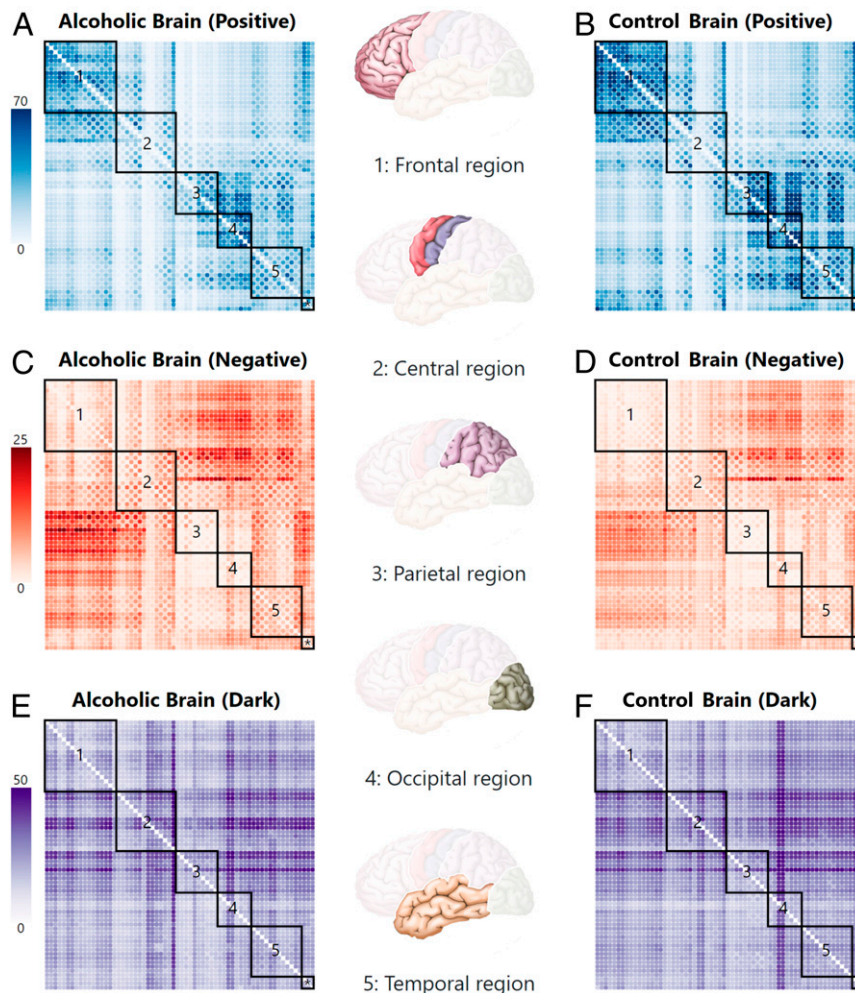 A
Alcoholic Brain (Positive)
70
0
1
2
3
4
5
*
1: Frontal region
B
Control Brain (Positive)
1
2
3
4
5
2: Central region
C
Alcoholic Brain (Negative)
25
0
1
2
3
4
5
*
3: Parietal region
D
Control Brain (Negative)
1
2
3
4
5
4: Occipital region
E
Alcoholic Brain (Dark)
50
0
1
2
3
4
5
*
5: Temporal region
F
Control Brain (Dark)
1
2
3
4
5